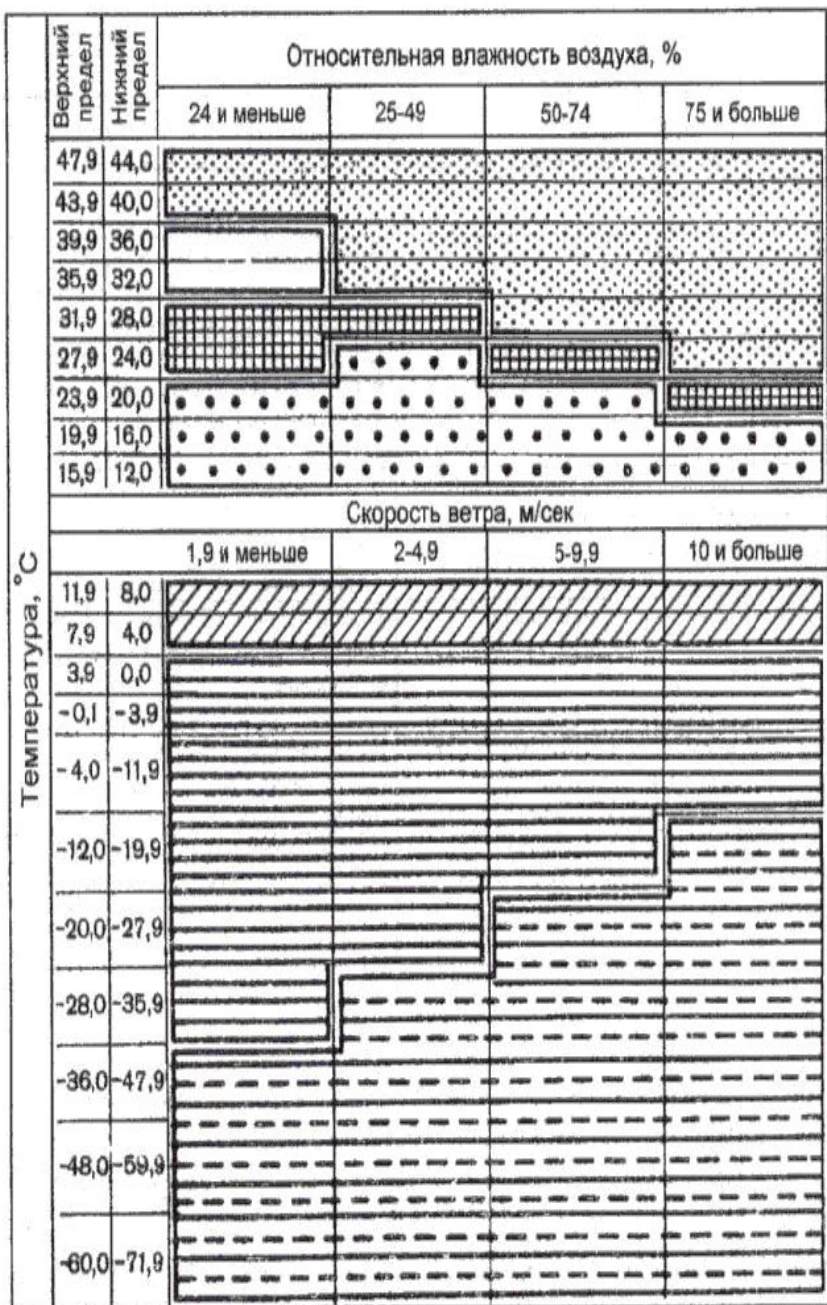 Верхний предел
Нижний предел
Относительная влажность воздуха, %
24 и меньше 25-49 50-74 75 и больше
47,9 44,0
43,9 40,0
39,9 36,0
35,9 32,0
31,9 28,0
27,9 24,0
23,9 20,0
19,9 16,0
15,9 12,0
Температура, °С
Скорость ветра, м/сек
1,9 и меньше 2-4,9 5-9,9 10 и больше
11,9 8,0
7,9 4,0
3,9 0,0
-0,1 -3,9
-4,0 -11,9
-12,0 -19,9
-20,0 -27,9
-28,0 -35,9
-36,0 -47,9
-48,0 -59,9
-60,0 -71,9